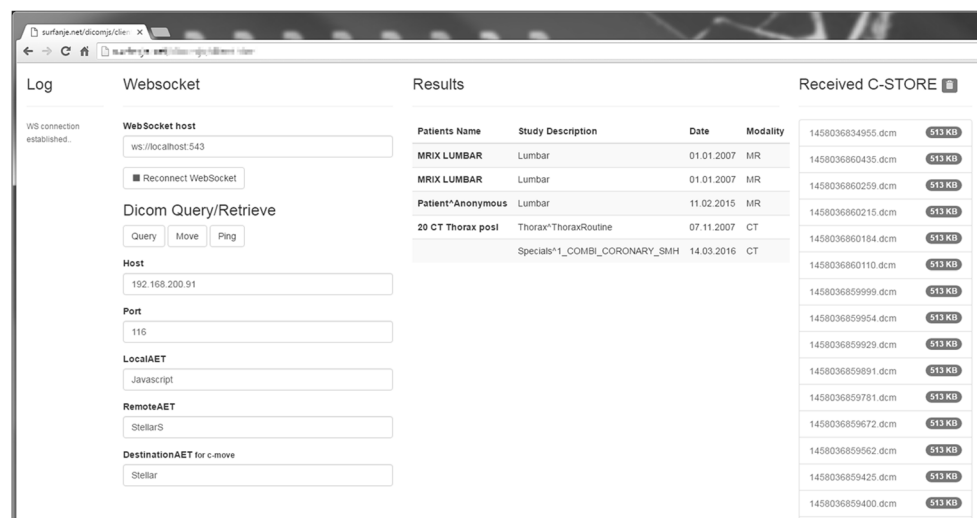 surfanje.net/dicomjs/clien
Log
WS connection
established..
Websocket
WebSocket host
ws://localhost:543
Reconnect WebSocket
Dicom Query/Retrieve
Query Move Ping
Host
192.168.200.91
Port
116
LocalAET
Javascript
RemoteAET
StellarS
DestinationAET for c-move
Stellar
Results
Patients Name Study Description Date Modality
MRIX LUMBAR Lumbar 01.01.2007 MR
MRIX LUMBAR Lumbar 01.01.2007 MR
Patient^Anonymous Lumbar 11.02.2015 MR
20 CT Thorax posl Thorax^ThoraxRoutine 07.11.2007 CT
Specials^1_COMBI_CORONARY_SMH 14.03.2016 CT
Received C-STORE
1458036834955.dcm 513 KB
1458036860435.dcm 513 KB
1458036860259.dcm 513 KB
1458036860215.dcm 513 KB
1458036860184.dcm 513 KB
1458036860110.dcm 513 KB
1458036859999.dcm 513 KB
1458036859954.dcm 513 KB
1458036859929.dcm 513 KB
1458036859891.dcm 513 KB
1458036859781.dcm 513 KB
1458036859672.dcm 513 KB
1458036859562.dcm 513 KB
1458036859425.dcm 513 KB
1458036859400.dcm 513 KB